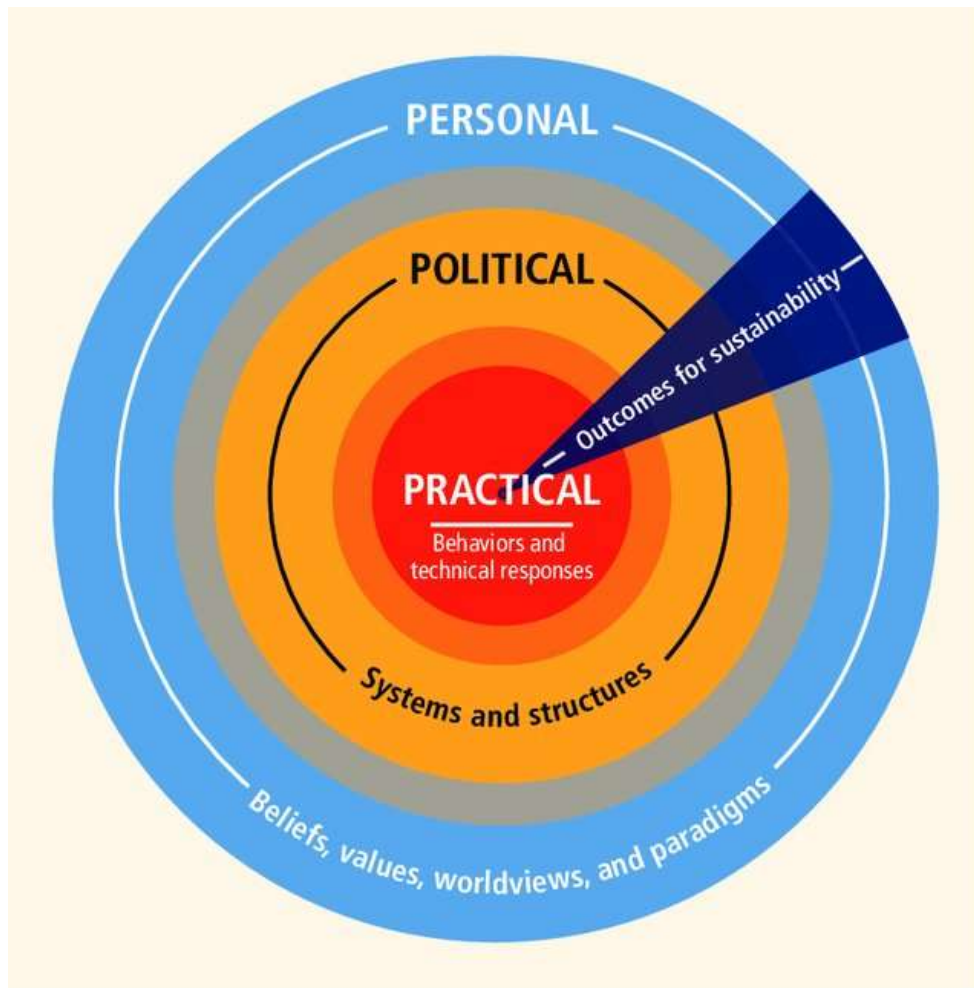 PERSONAL
POLITICAL
Outcomes for sustainability
PRACTICAL
Behaviors and
technical responses
Systems and structures
Beliefs, values, worldviews, and paradigms